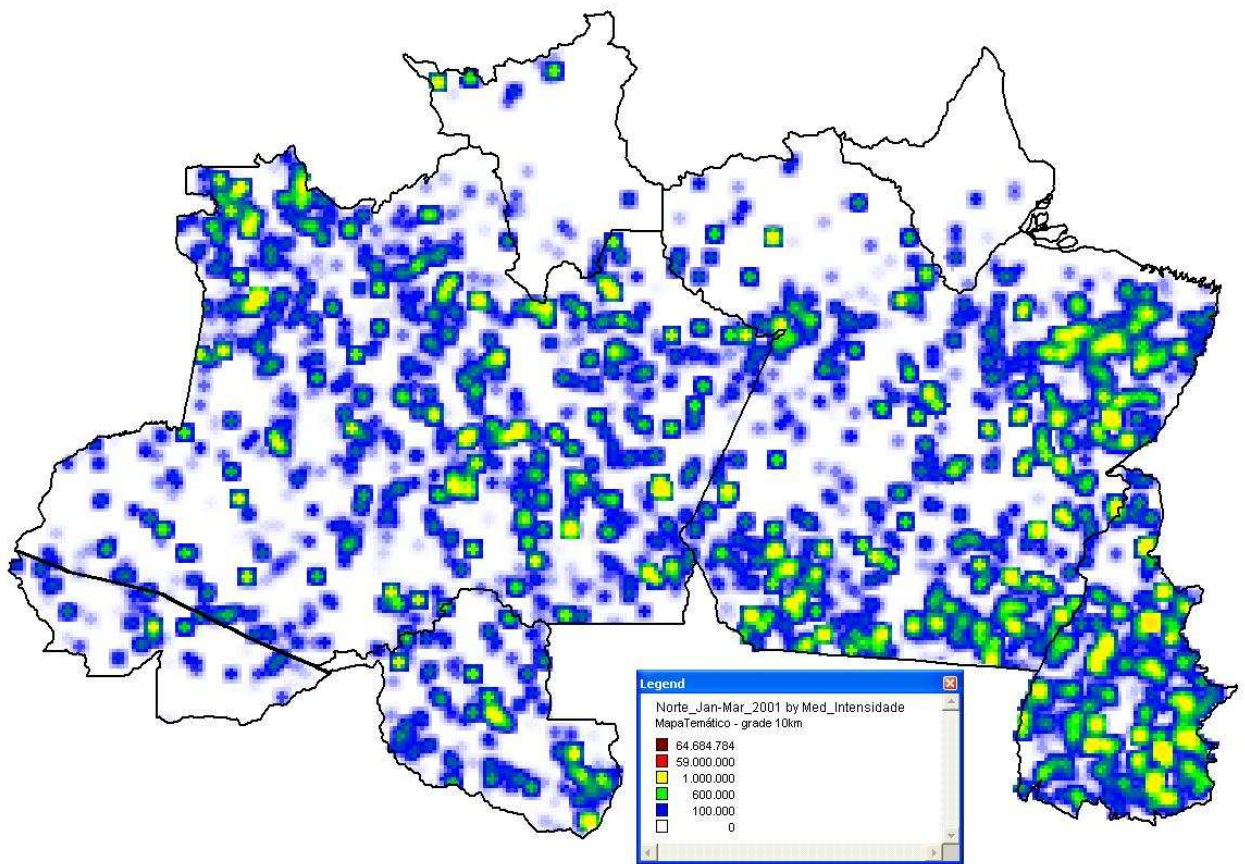 Legend
Norte_Jan-Mar_2001 by Med_Intensidade
MapaTemático - grade 10km
64.684.784
59.000.000
1.000.000
600.000
100.000
0